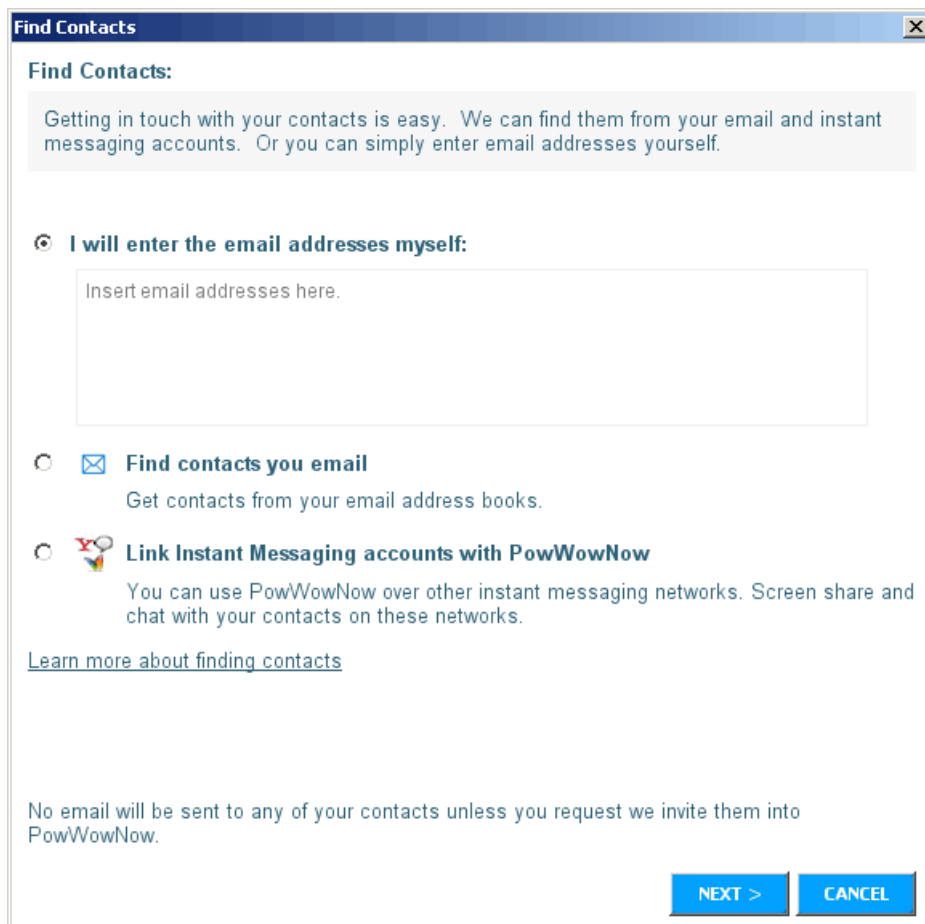 Find Contacts
Find Contacts:
Getting in touch with your contacts is easy.  We can find them from your email and instant
messaging accounts.  Or you can simply enter email addresses yourself.
I will enter the email addresses myself:
Insert email addresses here.
Find contacts you email
Get contacts from your email address books.
Link Instant Messaging accounts with PowWowNow
You can use PowWowNow over other instant messaging networks. Screen share and
chat with your contacts on these networks.
Learn more about finding contacts
No email will be sent to any of your contacts unless you request we invite them into
PowWowNow.
NEXT > CANCEL